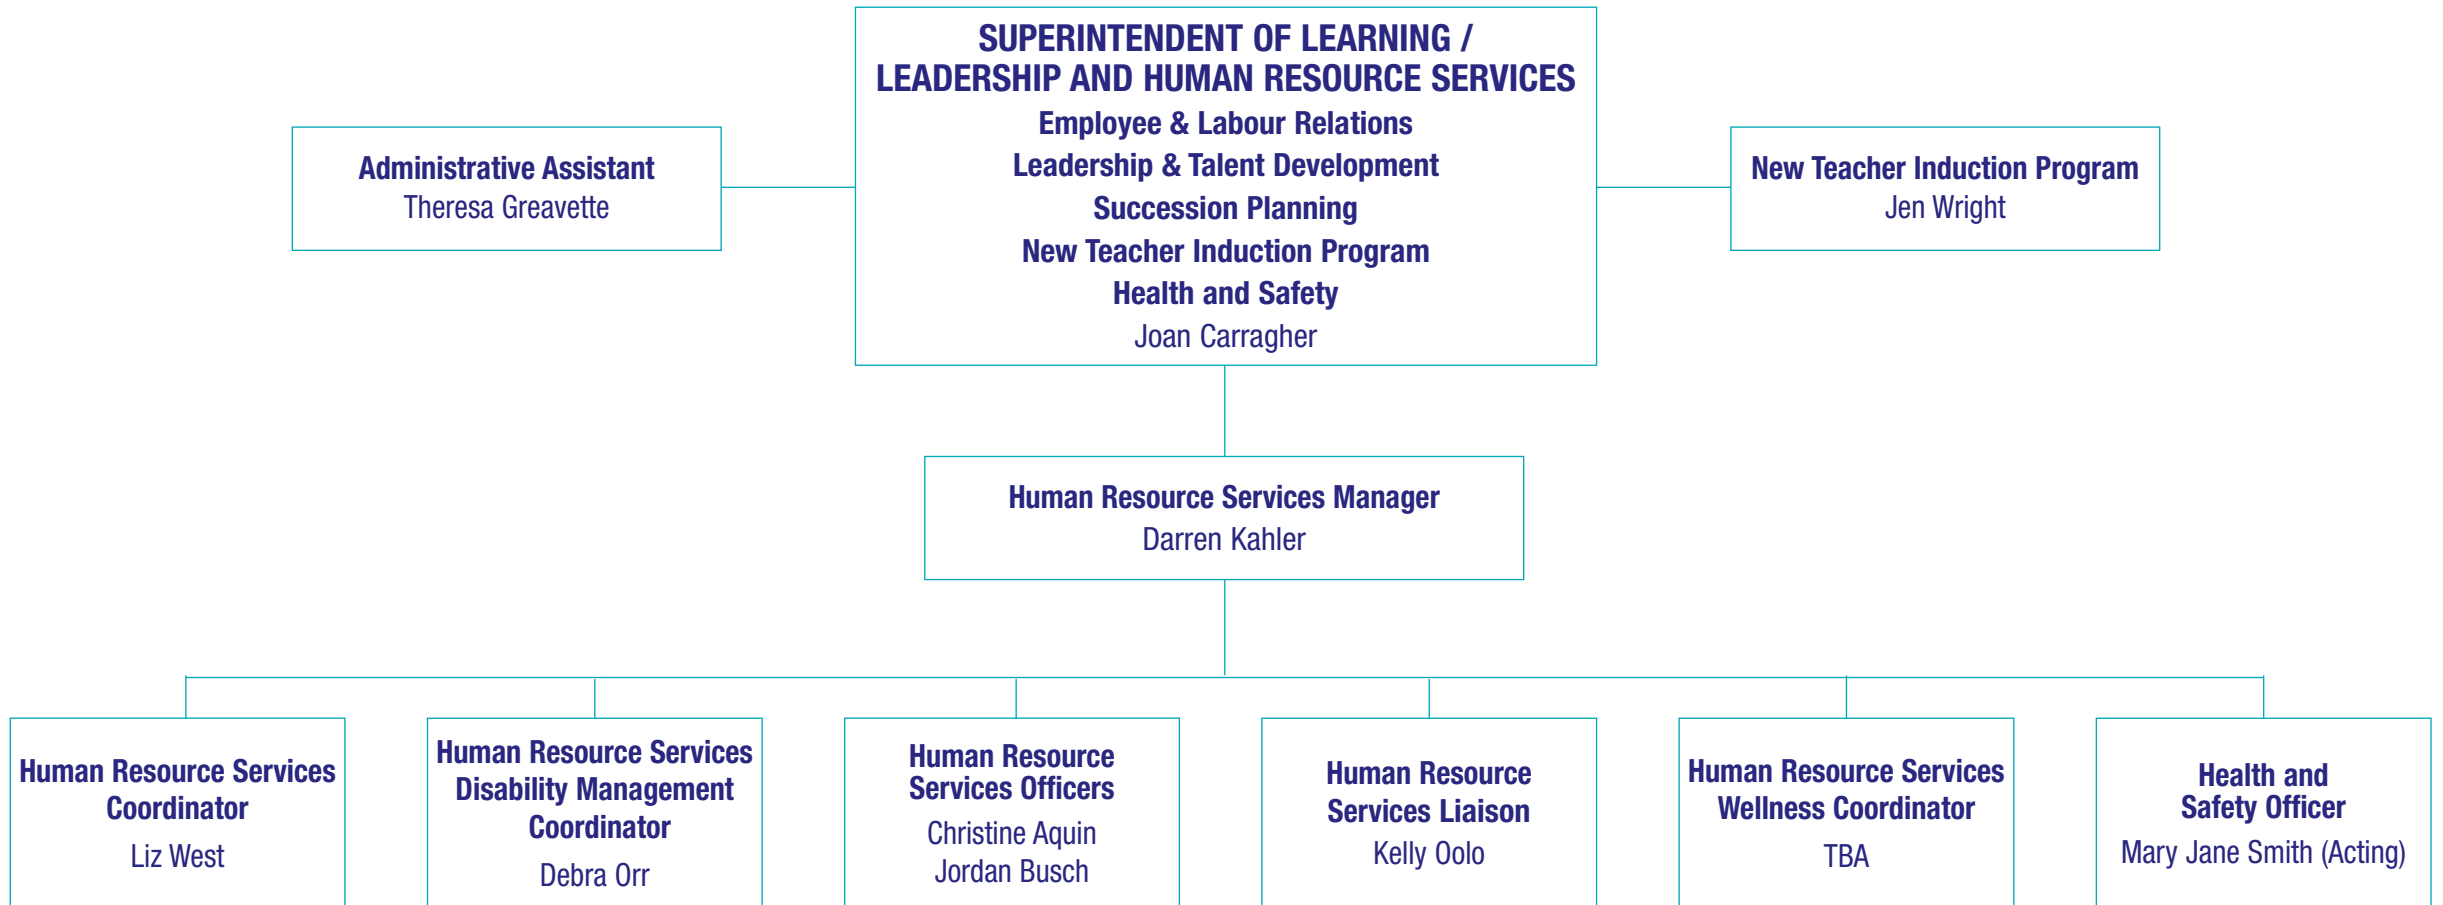 SUPERINTENDENT OF LEARNING /
LEADERSHIP AND HUMAN RESOURCE SERVICES
Employee & Labour Relations
Leadership & Talent Development
Succession Planning
New Teacher Induction Program
Health and Safety
Joan Carragher
Administrative Assistant
Theresa Greavette
New Teacher Induction Program
Jen Wright
Human Resource Services Manager
Darren Kahler
Human Resource Services
Coordinator
Liz West
Human Resource Services
Disability Management
Coordinator
Debra Orr
Human Resource
Services Officers
Christine Aquin
Jordan Busch
Human Resource
Services Liaison
Kelly Oolo
Human Resource Services
Wellness Coordinator
TBA
Health and
Safety Officer
Mary Jane Smith (Acting)